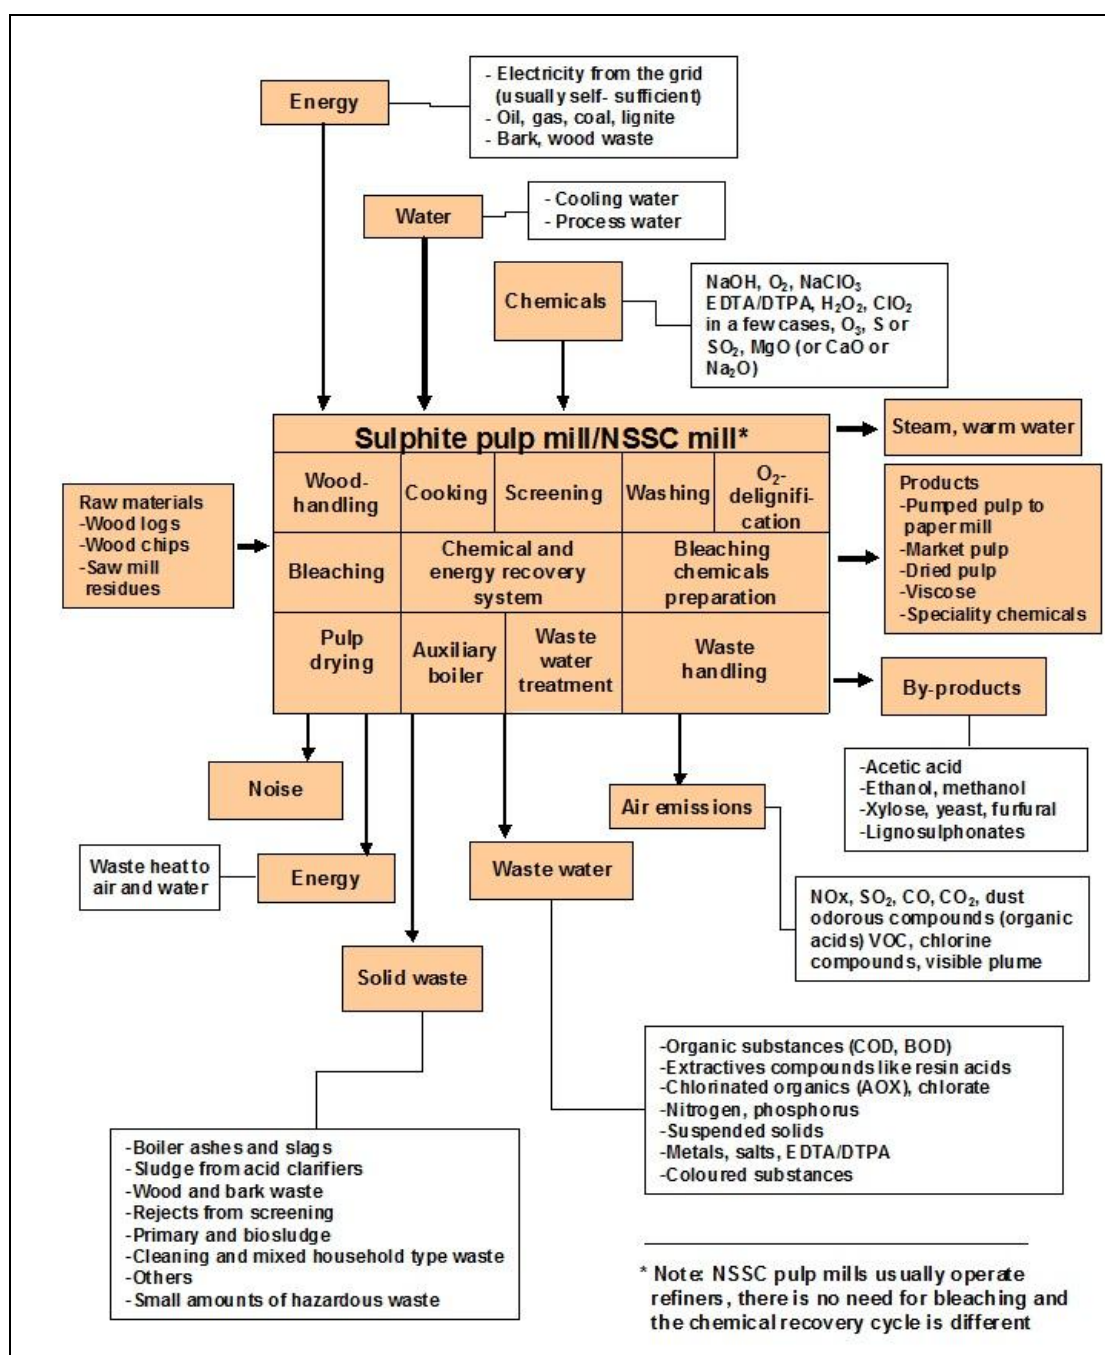 Energy
- Electricity from the grid
(usually self- sufficient)
- Oil, gas, coal, lignite
- Bark, wood waste
Water
- Cooling water
- Process water
Chemicals
NaOH, O₂, NaClO₃
EDTA/DTPA, H₂O₂, ClO₂
in a few cases, O₃, S or
SO₂, MgO (or CaO or
Na₂O)
Sulphite pulp mill/NSSC mill*
Wood-
handling
Cooking
Screening
Washing
O₂-
delignifi-
cation
Bleaching
Chemical and
energy recovery
system
Bleaching
chemicals
preparation
Pulp
drying
Auxiliary
boiler
Waste
water
treatment
Waste
handling
Raw materials
-Wood logs
-Wood chips
-Saw mill
residues
Steam, warm water
Products
-Pumped pulp to
paper mill
-Market pulp
-Dried pulp
-Viscose
-Speciality chemicals
By-products
-Acetic acid
-Ethanol, methanol
-Xylose, yeast, furfural
-Lignosulphonates
Noise
Air emissions
Waste heat to
air and water
Energy
Waste water
NOx, SO₂, CO, CO₂, dust
odorous compounds (organic
acids) VOC, chlorine
compounds, visible plume
Solid waste
-Organic substances (COD, BOD)
-Extractives compounds like resin acids
-Chlorinated organics (AOX), chlorate
-Nitrogen, phosphorus
-Suspended solids
-Metals, salts, EDTA/DTPA
-Coloured substances
-Boiler ashes and slags
-Sludge from acid clarifiers
-Wood and bark waste
-Rejects from screening
-Primary and biosludge
-Cleaning and mixed household type waste
-Others
-Small amounts of hazardous waste
* Note: NSSC pulp mills usually operate
refiners, there is no need for bleaching and
the chemical recovery cycle is different